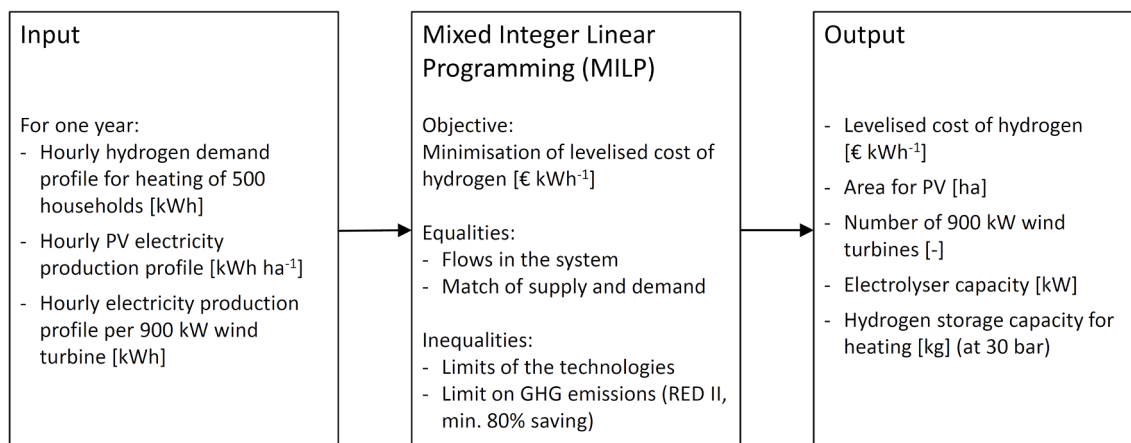 Input
For one year:
- Hourly hydrogen demand
profile for heating of 500
households [kWh]
- Hourly PV electricity
production profile [kWh ha⁻¹]
- Hourly electricity production
profile per 900 kW wind
turbine [kWh]
Mixed Integer Linear
Programming (MILP)
Objective:
Minimisation of levelised cost of
hydrogen [€ kWh⁻¹]
Equalities:
- Flows in the system
- Match of supply and demand
Inequalities:
- Limits of the technologies
- Limit on GHG emissions (RED II,
min. 80% saving)
Output
- Levelised cost of hydrogen
[€ kWh⁻¹]
- Area for PV [ha]
- Number of 900 kW wind
turbines [-]
- Electrolyser capacity [kW]
- Hydrogen storage capacity for
heating [kg] (at 30 bar)